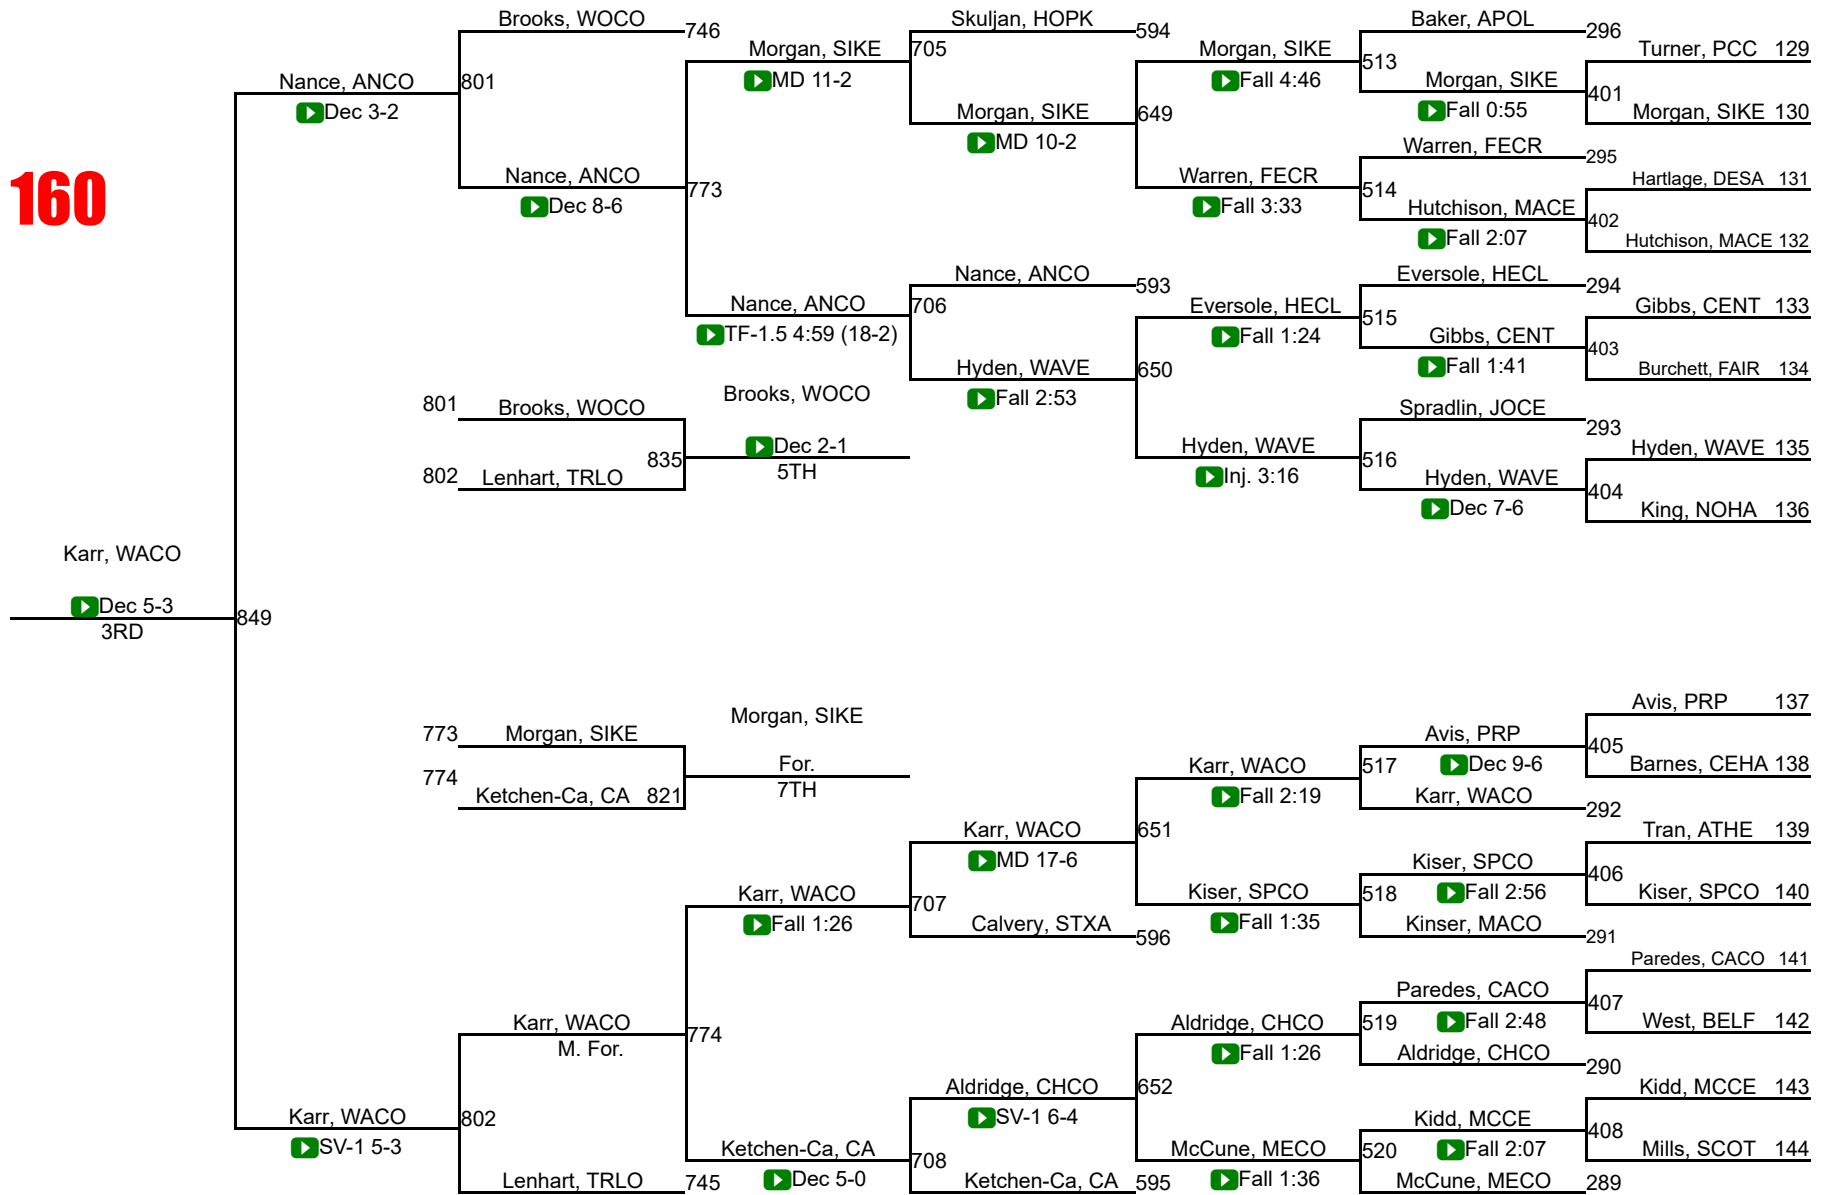 160
Karr, WACO
Dec 5-3
3RD
849
Nance, ANCO
Dec 3-2
801
Karr, WACO
SV-1 5-3
802
Brooks, WOCO
746
Nance, ANCO
Dec 8-6
773
801 Brooks, WOCO
802 Lenhart, TRLO
835
Brooks, WOCO
Dec 2-1
5TH
773 Morgan, SIKE
774
Ketchen-Ca, CA 821
Morgan, SIKE
For.
7TH
Karr, WACO
M. For.
774
Lenhart, TRLO
745
Morgan, SIKE
MD 11-2
705
Nance, ANCO
TF-1.5 4:59 (18-2)
706
Karr, WACO
Fall 1:26
707
Ketchen-Ca, CA
Dec 5-0
708
Skuljan, HOPK
594
Morgan, SIKE
MD 10-2
649
Nance, ANCO
593
Hyden, WAVE
Fall 2:53
650
Karr, WACO
MD 17-6
651
Calvery, STXA
596
Aldridge, CHCO
SV-1 6-4
652
Ketchen-Ca, CA
595
Morgan, SIKE
Fall 4:46
513
Warren, FECR
Fall 3:33
514
Eversole, HECL
Fall 1:24
515
Hyden, WAVE
Inj. 3:16
516
Karr, WACO
Fall 2:19
517
Kiser, SPCO
Fall 1:35
518
Aldridge, CHCO
Fall 1:26
519
McCune, MECO
Fall 1:36
520
Baker, APOL
296
Morgan, SIKE
Fall 0:55
401
Warren, FECR
295
Hutchison, MACE
Fall 2:07
402
Eversole, HECL
294
Gibbs, CENT
Fall 1:41
403
Spradlin, JOCE
293
Hyden, WAVE
Dec 7-6
404
Avis, PRP
Dec 9-6
405
Karr, WACO
292
Kiser, SPCO
Fall 2:56
406
Kinser, MACO
291
Paredes, CACO
Fall 2:48
407
Aldridge, CHCO
290
Kidd, MCCE
Fall 2:07
408
McCune, MECO
289
Turner, PCC 129
Morgan, SIKE 130
Hartlage, DESA 131
Hutchison, MACE 132
Gibbs, CENT 133
Burchett, FAIR 134
Hyden, WAVE 135
King, NOHA 136
Avis, PRP 137
Barnes, CEHA 138
Tran, ATHE 139
Kiser, SPCO 140
Paredes, CACO 141
West, BELF 142
Kidd, MCCE 143
Mills, SCOT 144